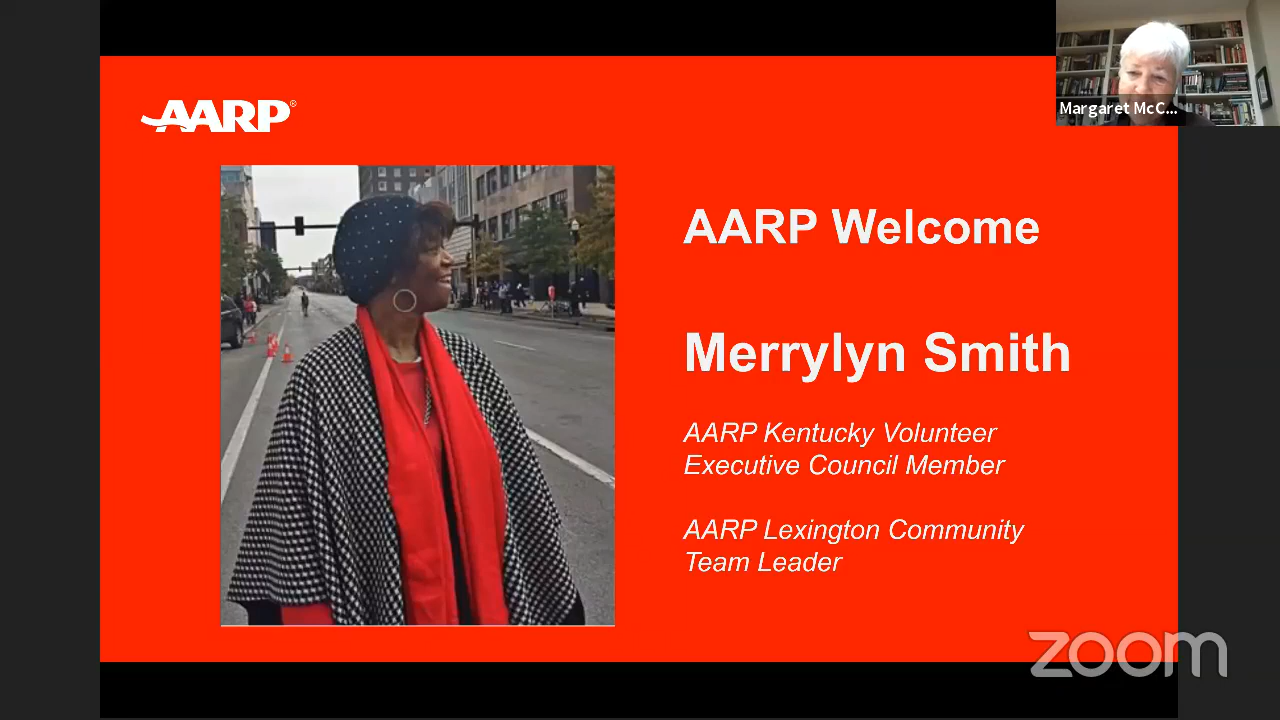 AARP®
Margaret McC...
AARP Welcome
Merrylyn Smith
AARP Kentucky Volunteer
Executive Council Member
AARP Lexington Community
Team Leader
zoom